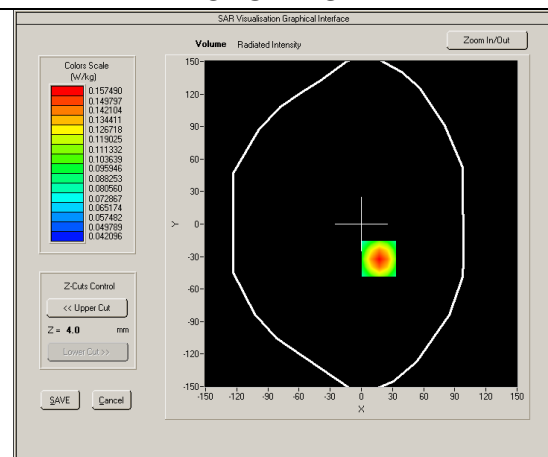 SAR Visualisation Graphical Interface
Volume Radiated Intensity
Zoom In/Out
Colors Scale
(W/kg)
0.157490
0.149797
0.142104
0.134411
0.126718
0.119025
0.111332
0.103639
0.095946
0.088253
0.080560
0.072867
0.065174
0.057482
0.049789
0.042096
Z-Cuts Control
<< Upper Cut
Z = 4.0 mm
Lower Cut >>
SAVE Cancel
150
120
90
60
30
0
-30
-60
-90
-120
-150
Y
-150 -120 -90 -60 -30 0 30 60 90 120 150
X